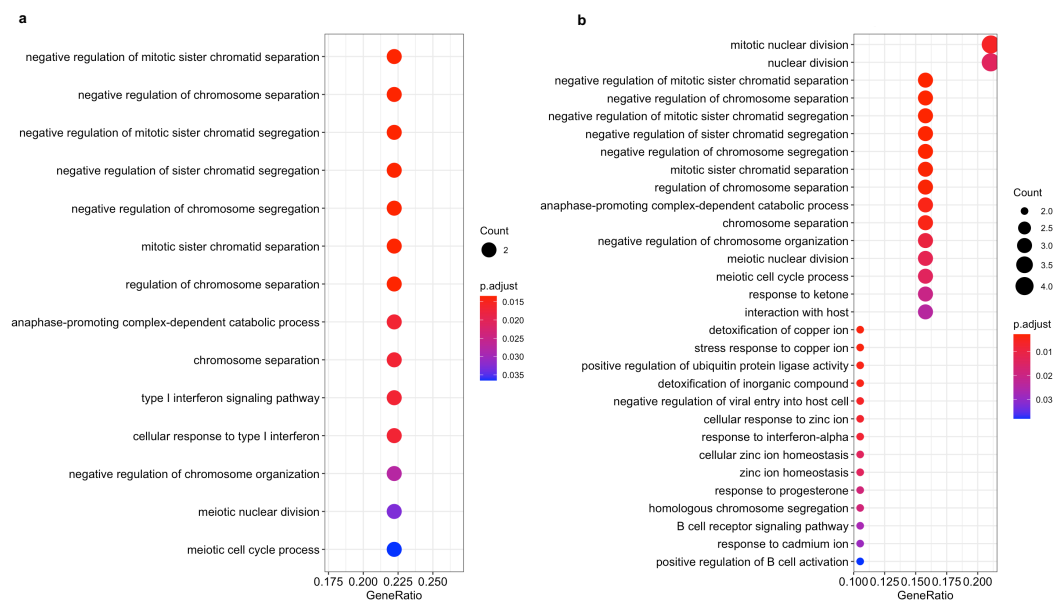 a
negative regulation of mitotic sister chromatid separation
negative regulation of chromosome separation
negative regulation of mitotic sister chromatid segregation
negative regulation of sister chromatid segregation
negative regulation of chromosome segregation
mitotic sister chromatid separation
regulation of chromosome separation
anaphase-promoting complex-dependent catabolic process
chromosome separation
type I interferon signaling pathway
cellular response to type I interferon
negative regulation of chromosome organization
meiotic nuclear division
meiotic cell cycle process
0.175 0.200 0.225 0.250
GeneRatio
Count
2
p.adjust
0.015
0.020
0.025
0.030
0.035
b
mitotic nuclear division
nuclear division
negative regulation of mitotic sister chromatid separation
negative regulation of chromosome separation
negative regulation of mitotic sister chromatid segregation
negative regulation of sister chromatid segregation
negative regulation of chromosome segregation
mitotic sister chromatid separation
regulation of chromosome separation
anaphase-promoting complex-dependent catabolic process
chromosome separation
negative regulation of chromosome organization
meiotic nuclear division
meiotic cell cycle process
response to ketone
interaction with host
detoxification of copper ion
stress response to copper ion
positive regulation of ubiquitin protein ligase activity
detoxification of inorganic compound
negative regulation of viral entry into host cell
cellular response to zinc ion
response to interferon-alpha
cellular zinc ion homeostasis
zinc ion homeostasis
response to progesterone
homologous chromosome segregation
B cell receptor signaling pathway
response to cadmium ion
positive regulation of B cell activation
0.100 0.125 0.150 0.175 0.200
GeneRatio
Count
2.0
2.5
3.0
3.5
4.0
p.adjust
0.01
0.02
0.03